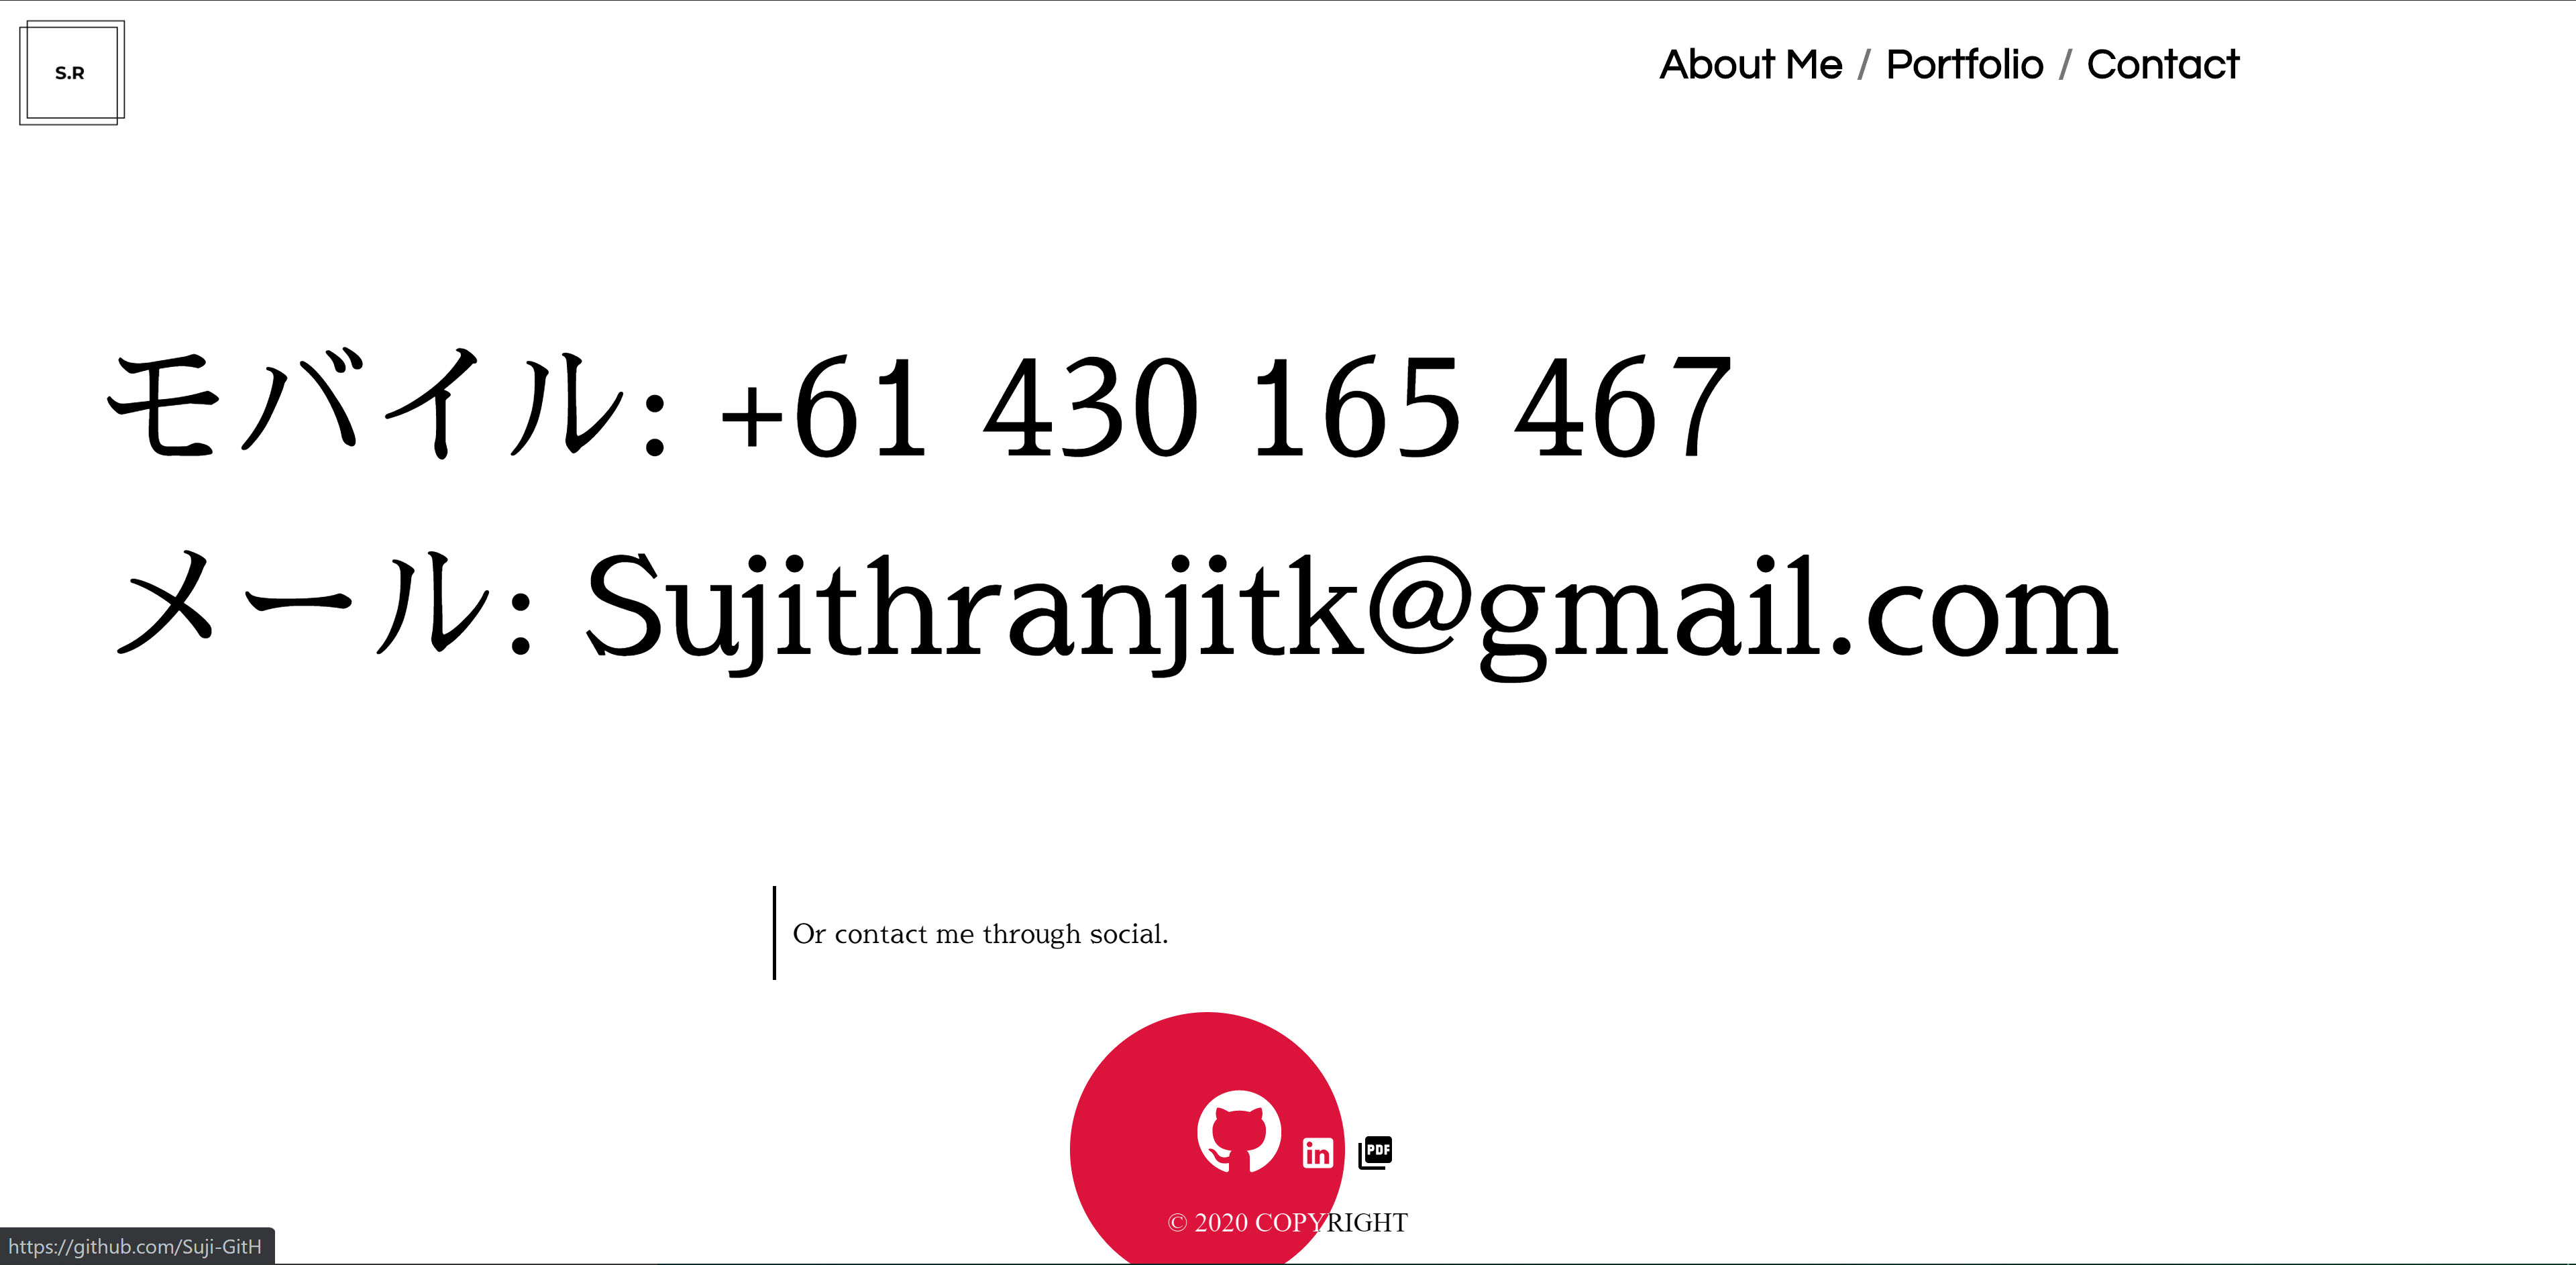 S.R
About Me / Portfolio / Contact
モバイル: +61 430 165 467
メール: Sujithranjitk@gmail.com
Or contact me through social.
in
PDF
© 2020 COPYRIGHT
https://github.com/Suji-GitH